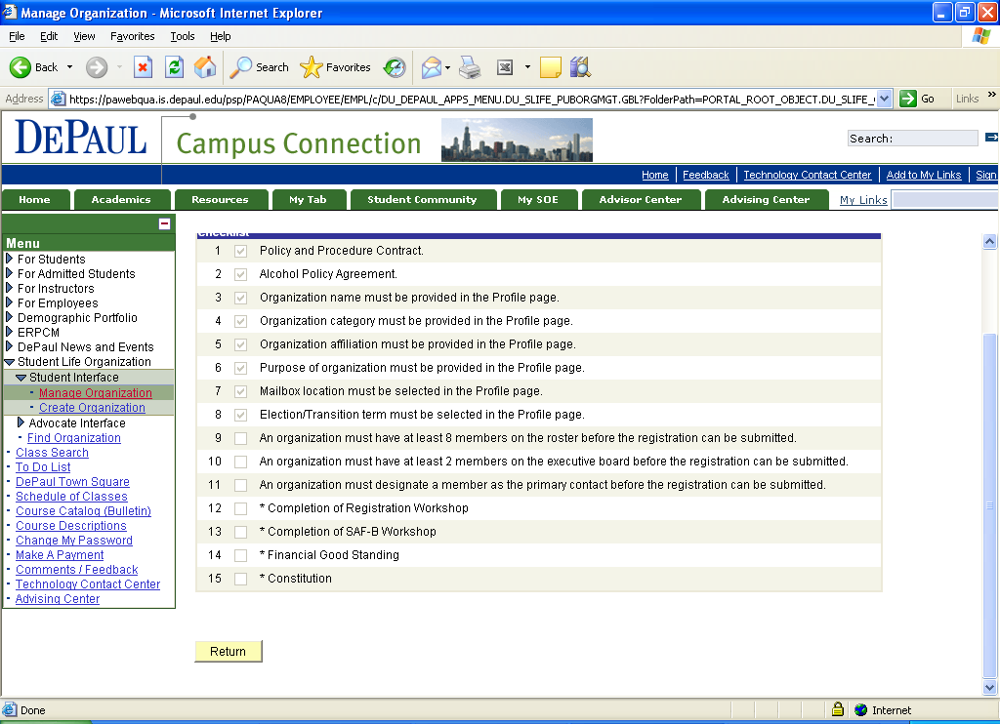 Manage Organization - Microsoft Internet Explorer
File Edit View Favorites Tools Help
Back Search Favorites
Address https://pawebqua.is.depaul.edu/psp/PAQUA8/EMPLOYEE/EMPL/c/DU_DEPAUL_APPS_MENU.DU_SLIFE_PUBORGMGT.GBL?FolderPath=PORTAL_ROOT_OBJECT.DU_SLIFE_ Go Links »
DEPAUL Campus Connection Search:
Home Feedback Technology Contact Center Add to My Links Sign
Home Academics Resources My Tab Student Community My SOE Advisor Center Advising Center My Links
Menu
For Students
For Admitted Students
For Instructors
For Employees
Demographic Portfolio
ERPCM
DePaul News and Events
Student Life Organization
Student Interface
- Manage Organization
- Create Organization
Advocate Interface
- Find Organization
- Class Search
- To Do List
- DePaul Town Square
- Schedule of Classes
- Course Catalog (Bulletin)
- Course Descriptions
- Change My Password
- Make A Payment
- Comments / Feedback
- Technology Contact Center
- Advising Center
Checklist
1 Policy and Procedure Contract.
2 Alcohol Policy Agreement.
3 Organization name must be provided in the Profile page.
4 Organization category must be provided in the Profile page.
5 Organization affiliation must be provided in the Profile page.
6 Purpose of organization must be provided in the Profile page.
7 Mailbox location must be selected in the Profile page.
8 Election/Transition term must be selected in the Profile page.
9 An organization must have at least 8 members on the roster before the registration can be submitted.
10 An organization must have at least 2 members on the executive board before the registration can be submitted.
11 An organization must designate a member as the primary contact before the registration can be submitted.
12 * Completion of Registration Workshop
13 * Completion of SAF-B Workshop
14 * Financial Good Standing
15 * Constitution
Return
Done Internet